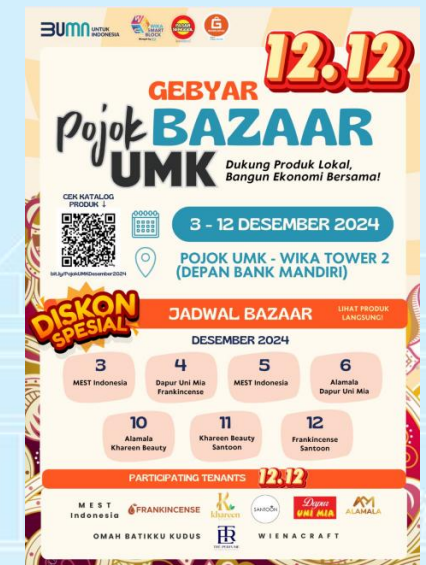 BUMN UNTUK INDONESIA
12.12
GEBYAR
Pojok BAZAAR
UMK
Dukung Produk Lokal,
Bangun Ekonomi Bersama!
CEK KATALOG
PRODUK ↓
bit.ly/PojokUMKDesember2024
3 - 12 DESEMBER 2024
POJOK UMK - WIKA TOWER 2
(DEPAN BANK MANDIRI)
DISKON
SPESIAL
JADWAL BAZAAR
LIHAT PRODUK
LANGSUNG!
DESEMBER 2024
3
MEST Indonesia
4
Dapur Uni Mia
Frankincense
5
MEST Indonesia
6
Alamala
Dapur Uni Mia
10
Alamala
Khareen Beauty
11
Khareen Beauty
Santoon
12
Frankincense
Santoon
PARTICIPATING TENANTS 12.12
MEST
Indonesia
FRANKINCENSE
khareen
SANTOON
Dapur
UNI MIA
ALAMALA
OMAH BATIKKU KUDUS
WIENACRAFT